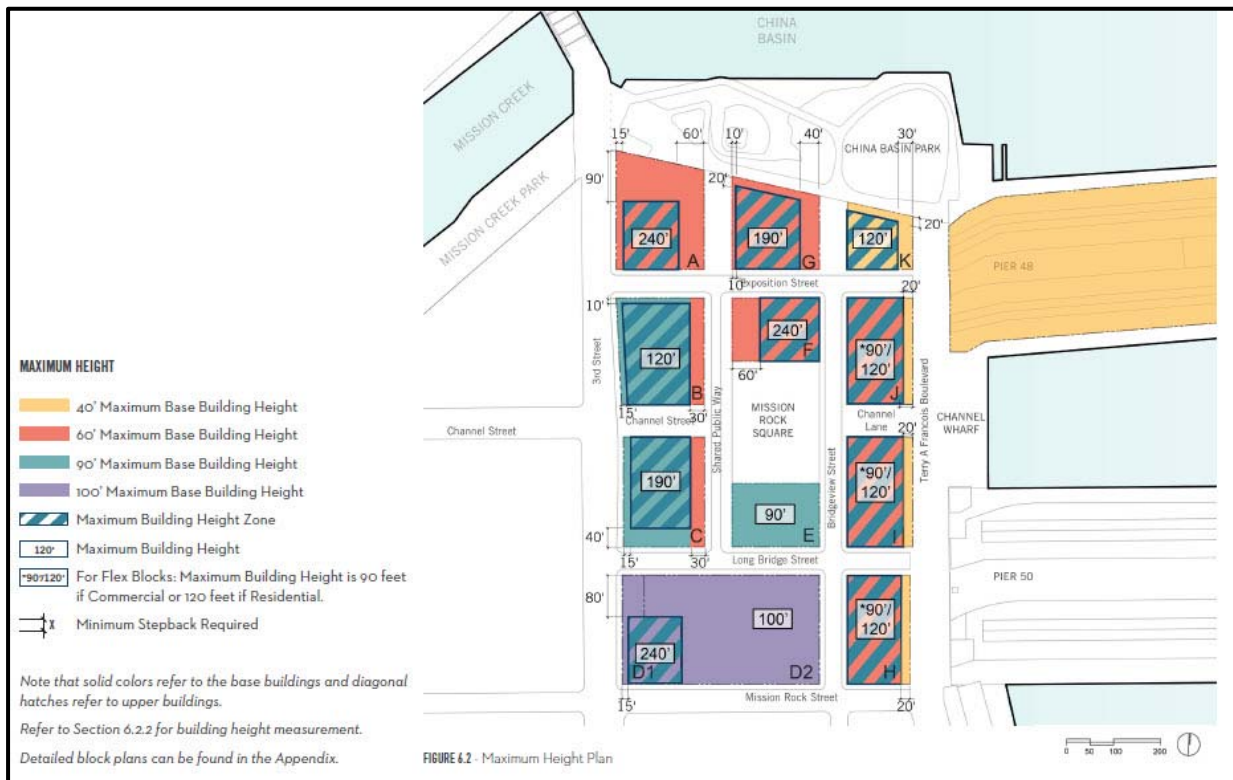 CHINA
BASIN
MISSION CREEK
MISSION CREEK PARK
15'
60'
10'
40'
30'
CHINA BASIN PARK
90'
20'
20'
240'
190'
120'
A
G
K
PIER 48
10'
Exposition Street
20'
10'
3rd Street
120'
B
240'
F
*90'/
120'
J
60'
15'
30'
Channel Street
Channel Street
Shared Public Way
MISSION
ROCK
SQUARE
Bridgeview Street
Channel
Lane
20'
Terry A Francois Boulevard
CHANNEL
WHARF
190'
C
90'
E
*90'/
120'
I
40'
15'
30'
Long Bridge Street
PIER 50
80'
100'
240'
D1
D2
*90'/
120'
H
Mission Rock Street
15'
20'
MAXIMUM HEIGHT
40' Maximum Base Building Height
60' Maximum Base Building Height
90' Maximum Base Building Height
100' Maximum Base Building Height
Maximum Building Height Zone
120' Maximum Building Height
*90'/120' For Flex Blocks: Maximum Building Height is 90 feet
if Commercial or 120 feet if Residential.
X Minimum Stepback Required
Note that solid colors refer to the base buildings and diagonal
hatches refer to upper buildings.
Refer to Section 6.2.2 for building height measurement.
Detailed block plans can be found in the Appendix.
FIGURE 6.2 - Maximum Height Plan
0 50 100 200